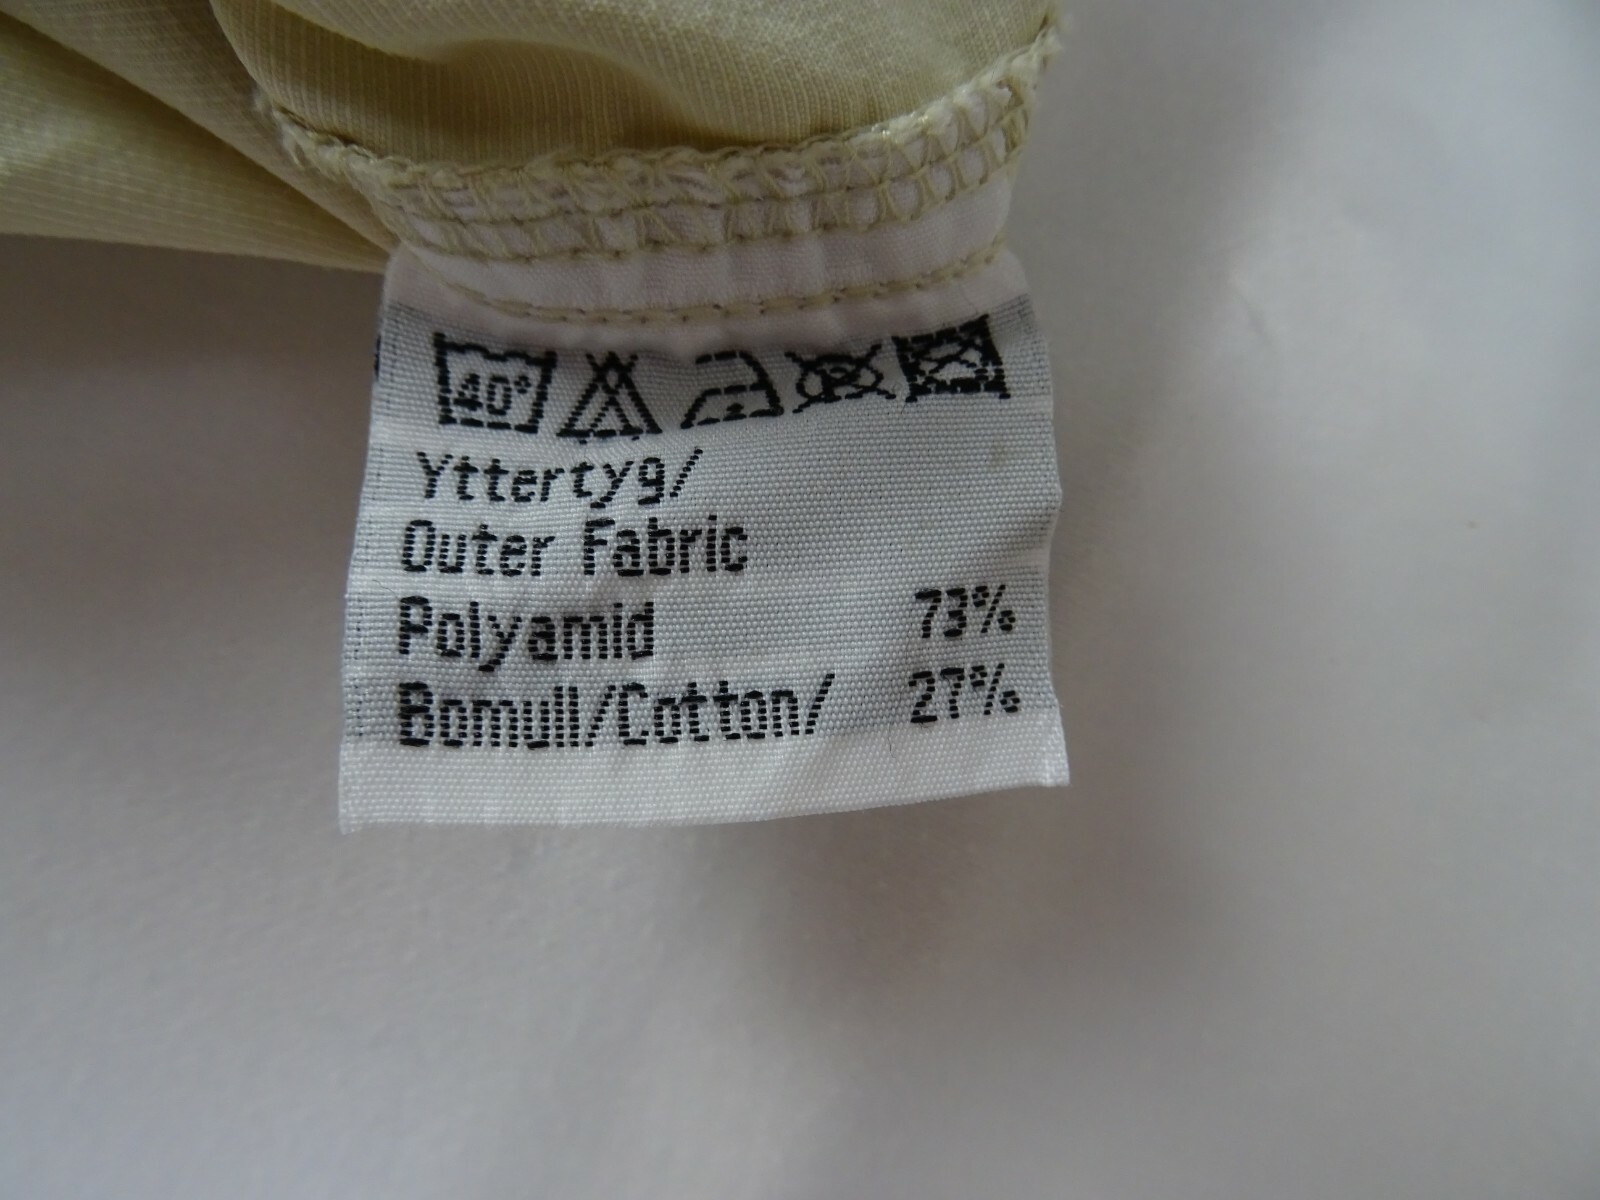 40°
Yttertyg/
Outer Fabric
Polyamid 73%
Bomull/Cotton/ 27%